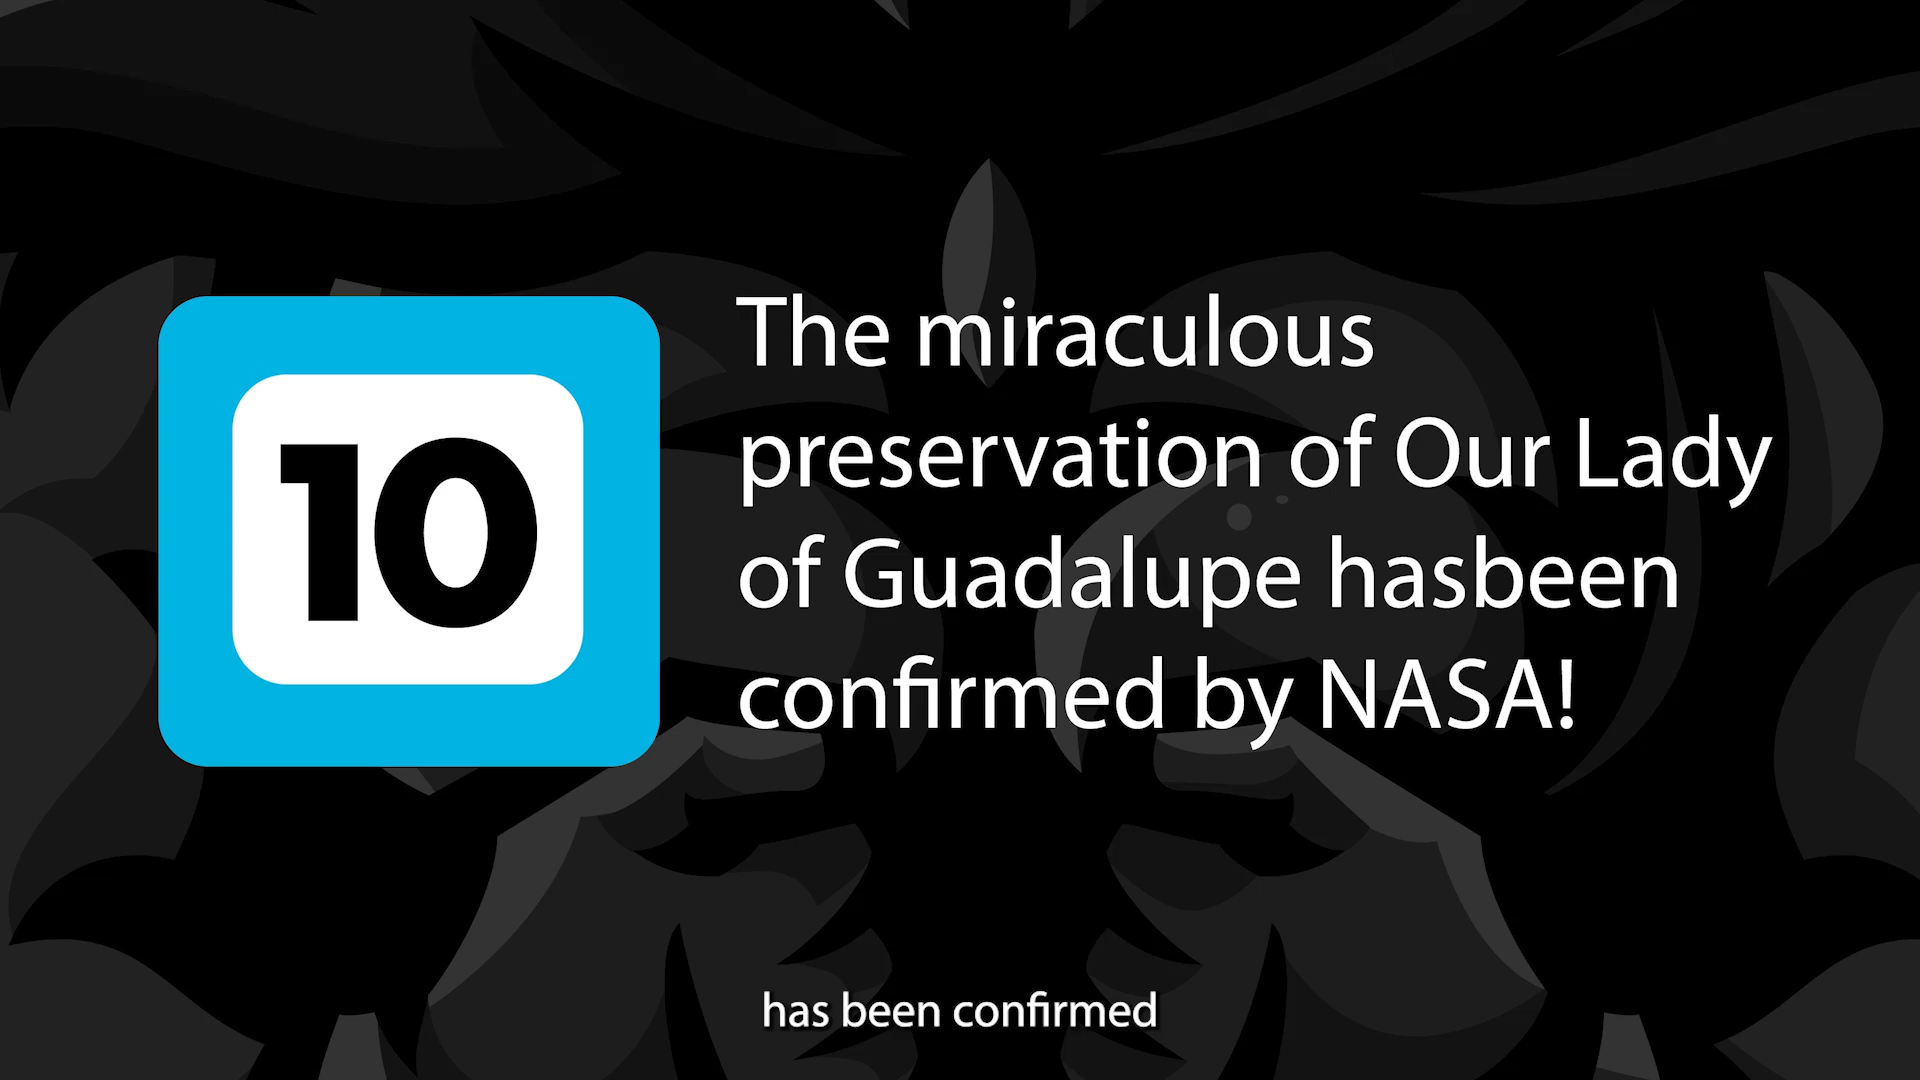 10
The miraculous
preservation of Our Lady
of Guadalupe hasbeen
confirmed by NASA!
has been confirmed